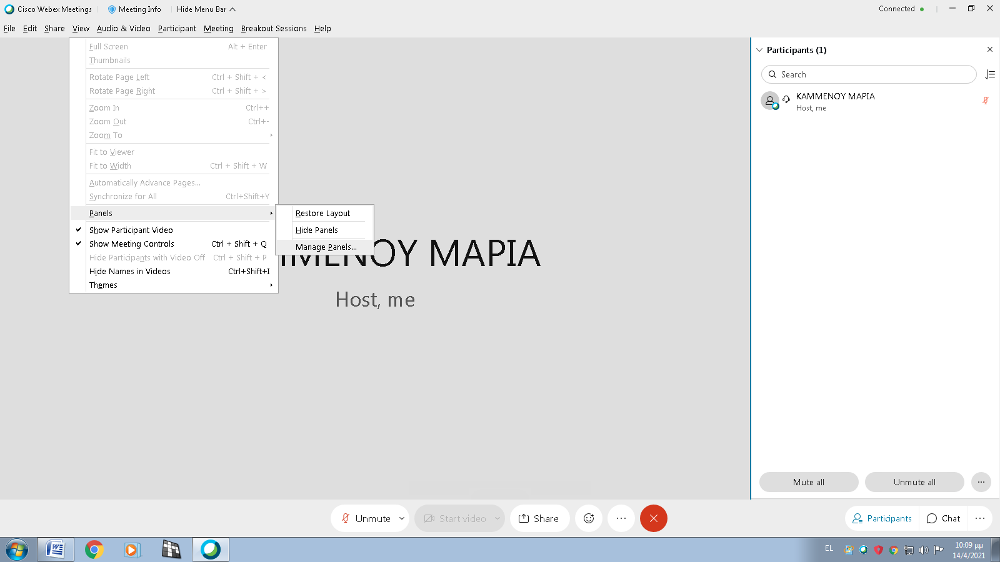 Cisco Webex Meetings
Meeting Info
Hide Menu Bar
Connected
File Edit Share View Audio & Video Participant Meeting Breakout Sessions Help
Full Screen Alt + Enter
Thumbnails
Rotate Page Left Ctrl + Shift + <
Rotate Page Right Ctrl + Shift + >
Zoom In Ctrl++
Zoom Out Ctrl+-
Zoom To
Fit to Viewer
Fit to Width Ctrl + Shift + W
Automatically Advance Pages...
Synchronize for All Ctrl+Shift+Y
Panels
Show Participant Video
Show Meeting Controls Ctrl + Shift + Q
Hide Participants with Video Off Ctrl + Shift + P
Hide Names in Videos Ctrl+Shift+I
Themes
Restore Layout
Hide Panels
Manage Panels...
MENOY MAPIA
Host, me
Participants (1)
Search
KAMMENOY MAPIA
Host, me
Mute all
Unmute all
Unmute
Start video
Share
Participants
Chat
EL
10:09 μμ
14/4/2021